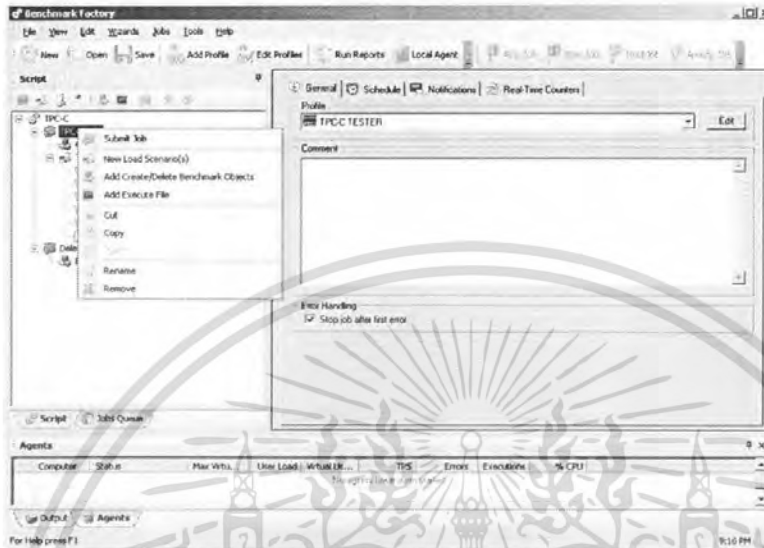 Benchmark Factory
File View Edit Wizards Jobs Tools Help
New Open Save Add Profile Edit Profiles Run Reports Local Agent
Script
General Schedule Notifications Real-Time Counters
Profile
TPC-C TESTER Edit
Comment
TPC-C
Submit Job
New Load Scenario(s)
Add Create/Delete Benchmark Objects
Add Execute File
Cut
Copy
Rename
Remove
Dele
Error Handling
Stop job after first error
Script Jobs Queue
Agents
Computer Status Max Virtu... User Load Virtual Us... TPS Errors Executions % CPU
Output Agents
For Help press F1 9:10 PM